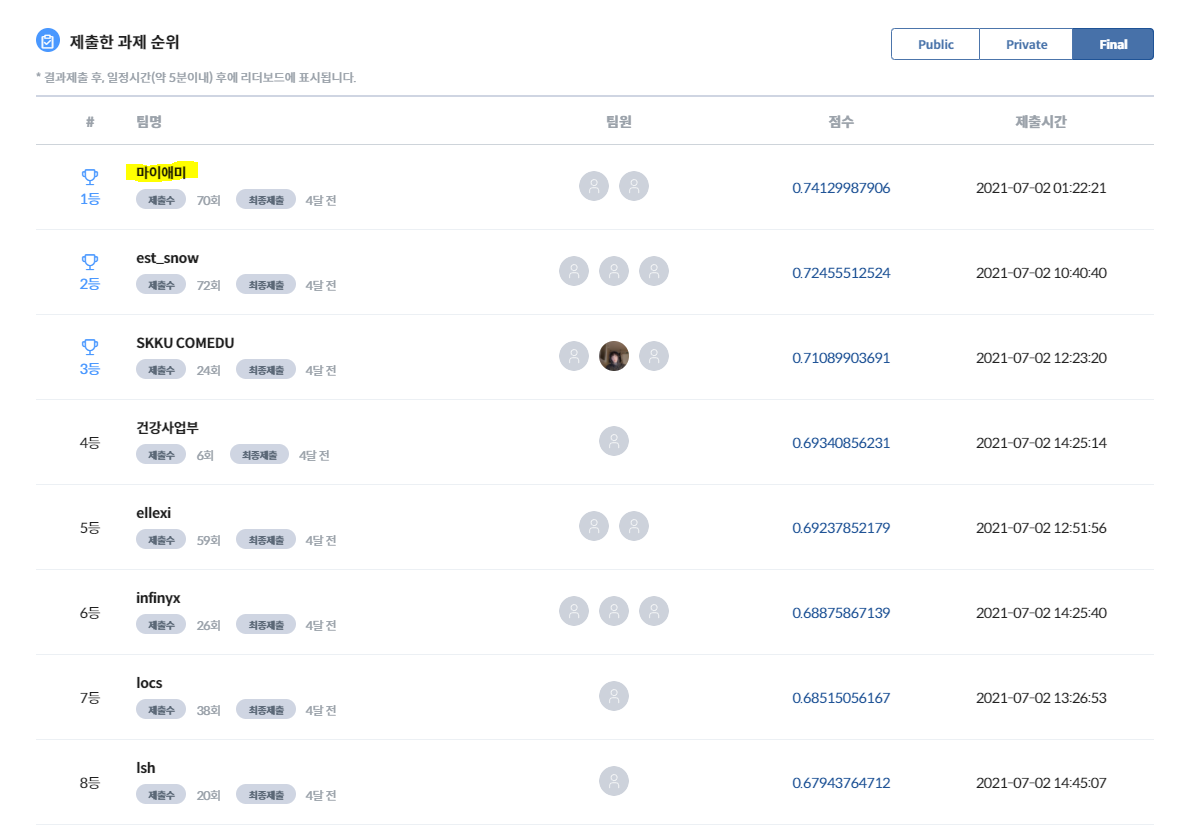 제출한 과제 순위
Public Private Final
* 결과제출 후, 일정시간(약 5분이내) 후에 리더보드에 표시됩니다.
# 팀명 팀원 점수 제출시간
마이애미
1등 제출수 70회 최종제출 4달 전 0.74129987906 2021-07-02 01:22:21
est_snow
2등 제출수 72회 최종제출 4달 전 0.72455512524 2021-07-02 10:40:40
SKKU COMEDU
3등 제출수 24회 최종제출 4달 전 0.71089903691 2021-07-02 12:23:20
건강사업부
4등 제출수 6회 최종제출 4달 전 0.69340856231 2021-07-02 14:25:14
ellexi
5등 제출수 59회 최종제출 4달 전 0.69237852179 2021-07-02 12:51:56
infinyx
6등 제출수 26회 최종제출 4달 전 0.68875867139 2021-07-02 14:25:40
locs
7등 제출수 38회 최종제출 4달 전 0.68515056167 2021-07-02 13:26:53
lsh
8등 제출수 20회 최종제출 4달 전 0.67943764712 2021-07-02 14:45:07